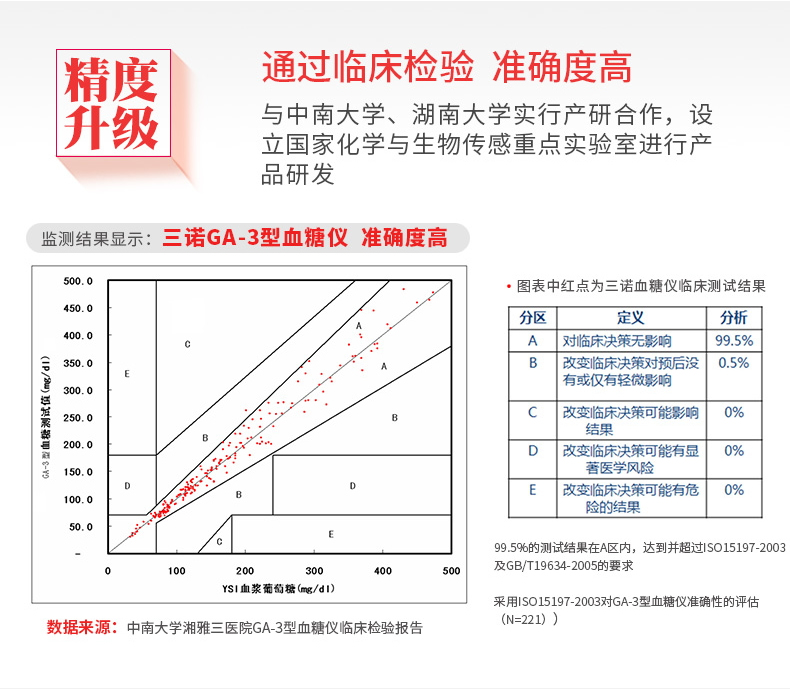 精度
升级
通过临床检验 准确度高
与中南大学、湖南大学实行产研合作，设
立国家化学与生物传感重点实验室进行产
品研发
监测结果显示：三诺GA-3型血糖仪 准确度高
500.0
450.0
400.0
350.0
300.0
250.0
200.0
150.0
100.0
50.0
–
GA-3型血糖测试值(mg/dl)
A
C
A
E
B
B
D
B
D
C
E
0 100 200 300 400 500
YSI血浆葡萄糖(mg/dl)
数据来源：中南大学湘雅三医院GA-3型血糖仪临床检验报告
• 图表中红点为三诺血糖仪临床测试结果
分区 定义 分析
A 对临床决策无影响 99.5%
B 改变临床决策对预后没 0.5%
有或仅有轻微影响
C 改变临床决策可能影响 0%
结果
D 改变临床决策可能有显 0%
著医学风险
E 改变临床决策可能有危 0%
险的结果
99.5%的测试结果在A区内，达到并超过ISO15197-2003
及GB/T19634-2005的要求
采用ISO15197-2003对GA-3型血糖仪准确性的评估
（N=221））